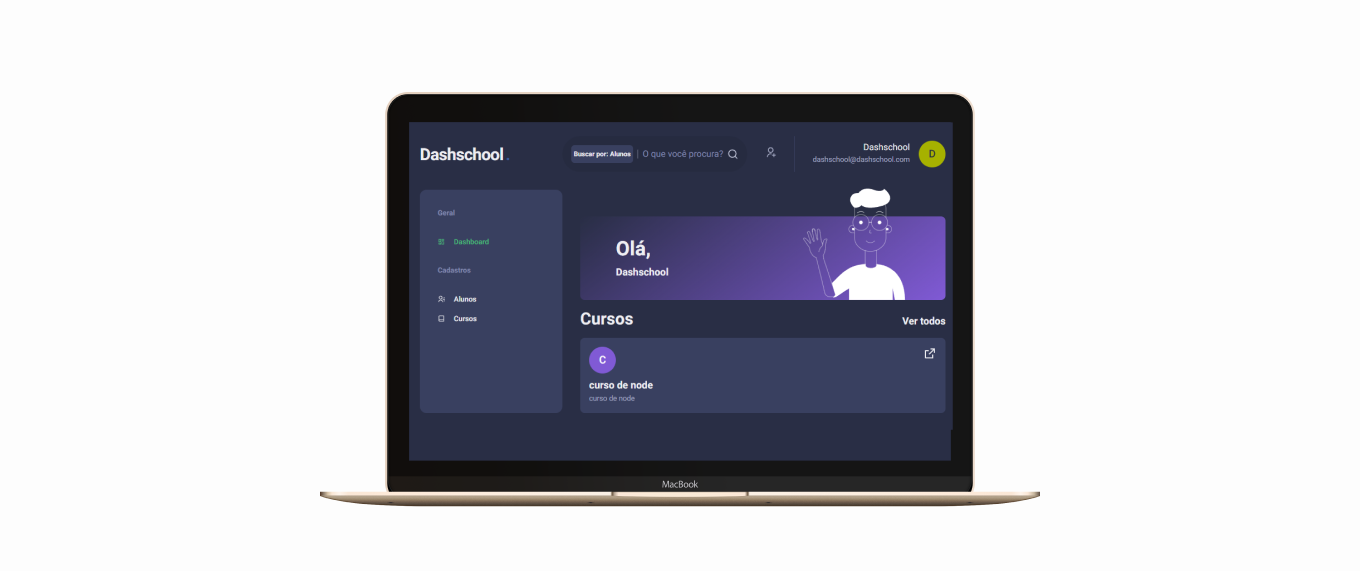 Dashschool.
Buscar por: Alunos | O que você procura?
Dashschool
dashschool@dashschool.com
D
Geral
Dashboard
Cadastros
Alunos
Cursos
Olá,
Dashschool
Cursos
Ver todos
C
curso de node
curso de node
MacBook